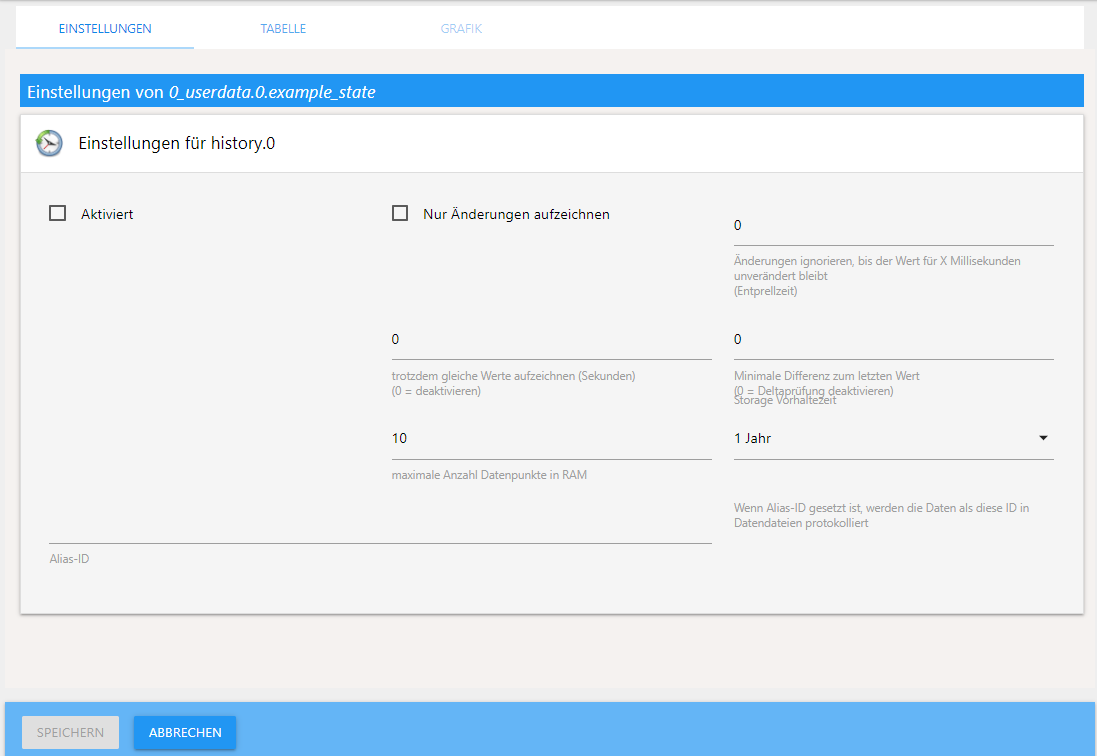 EINSTELLUNGEN
TABELLE
GRAFIK
Einstellungen von 0_userdata.0.example_state
Einstellungen für history.0
Aktiviert
Nur Änderungen aufzeichnen
0
Änderungen ignorieren, bis der Wert für X Millisekunden
unverändert bleibt
(Entprellzeit)
0
trotzdem gleiche Werte aufzeichnen (Sekunden)
(0 = deaktivieren)
0
Minimale Differenz zum letzten Wert
(0 = Deltaprüfung deaktivieren)
10
maximale Anzahl Datenpunkte in RAM
Storage Vorhaltezeit
1 Jahr
Alias-ID
Wenn Alias-ID gesetzt ist, werden die Daten als diese ID in
Datendateien protokolliert
SPEICHERN
ABBRECHEN